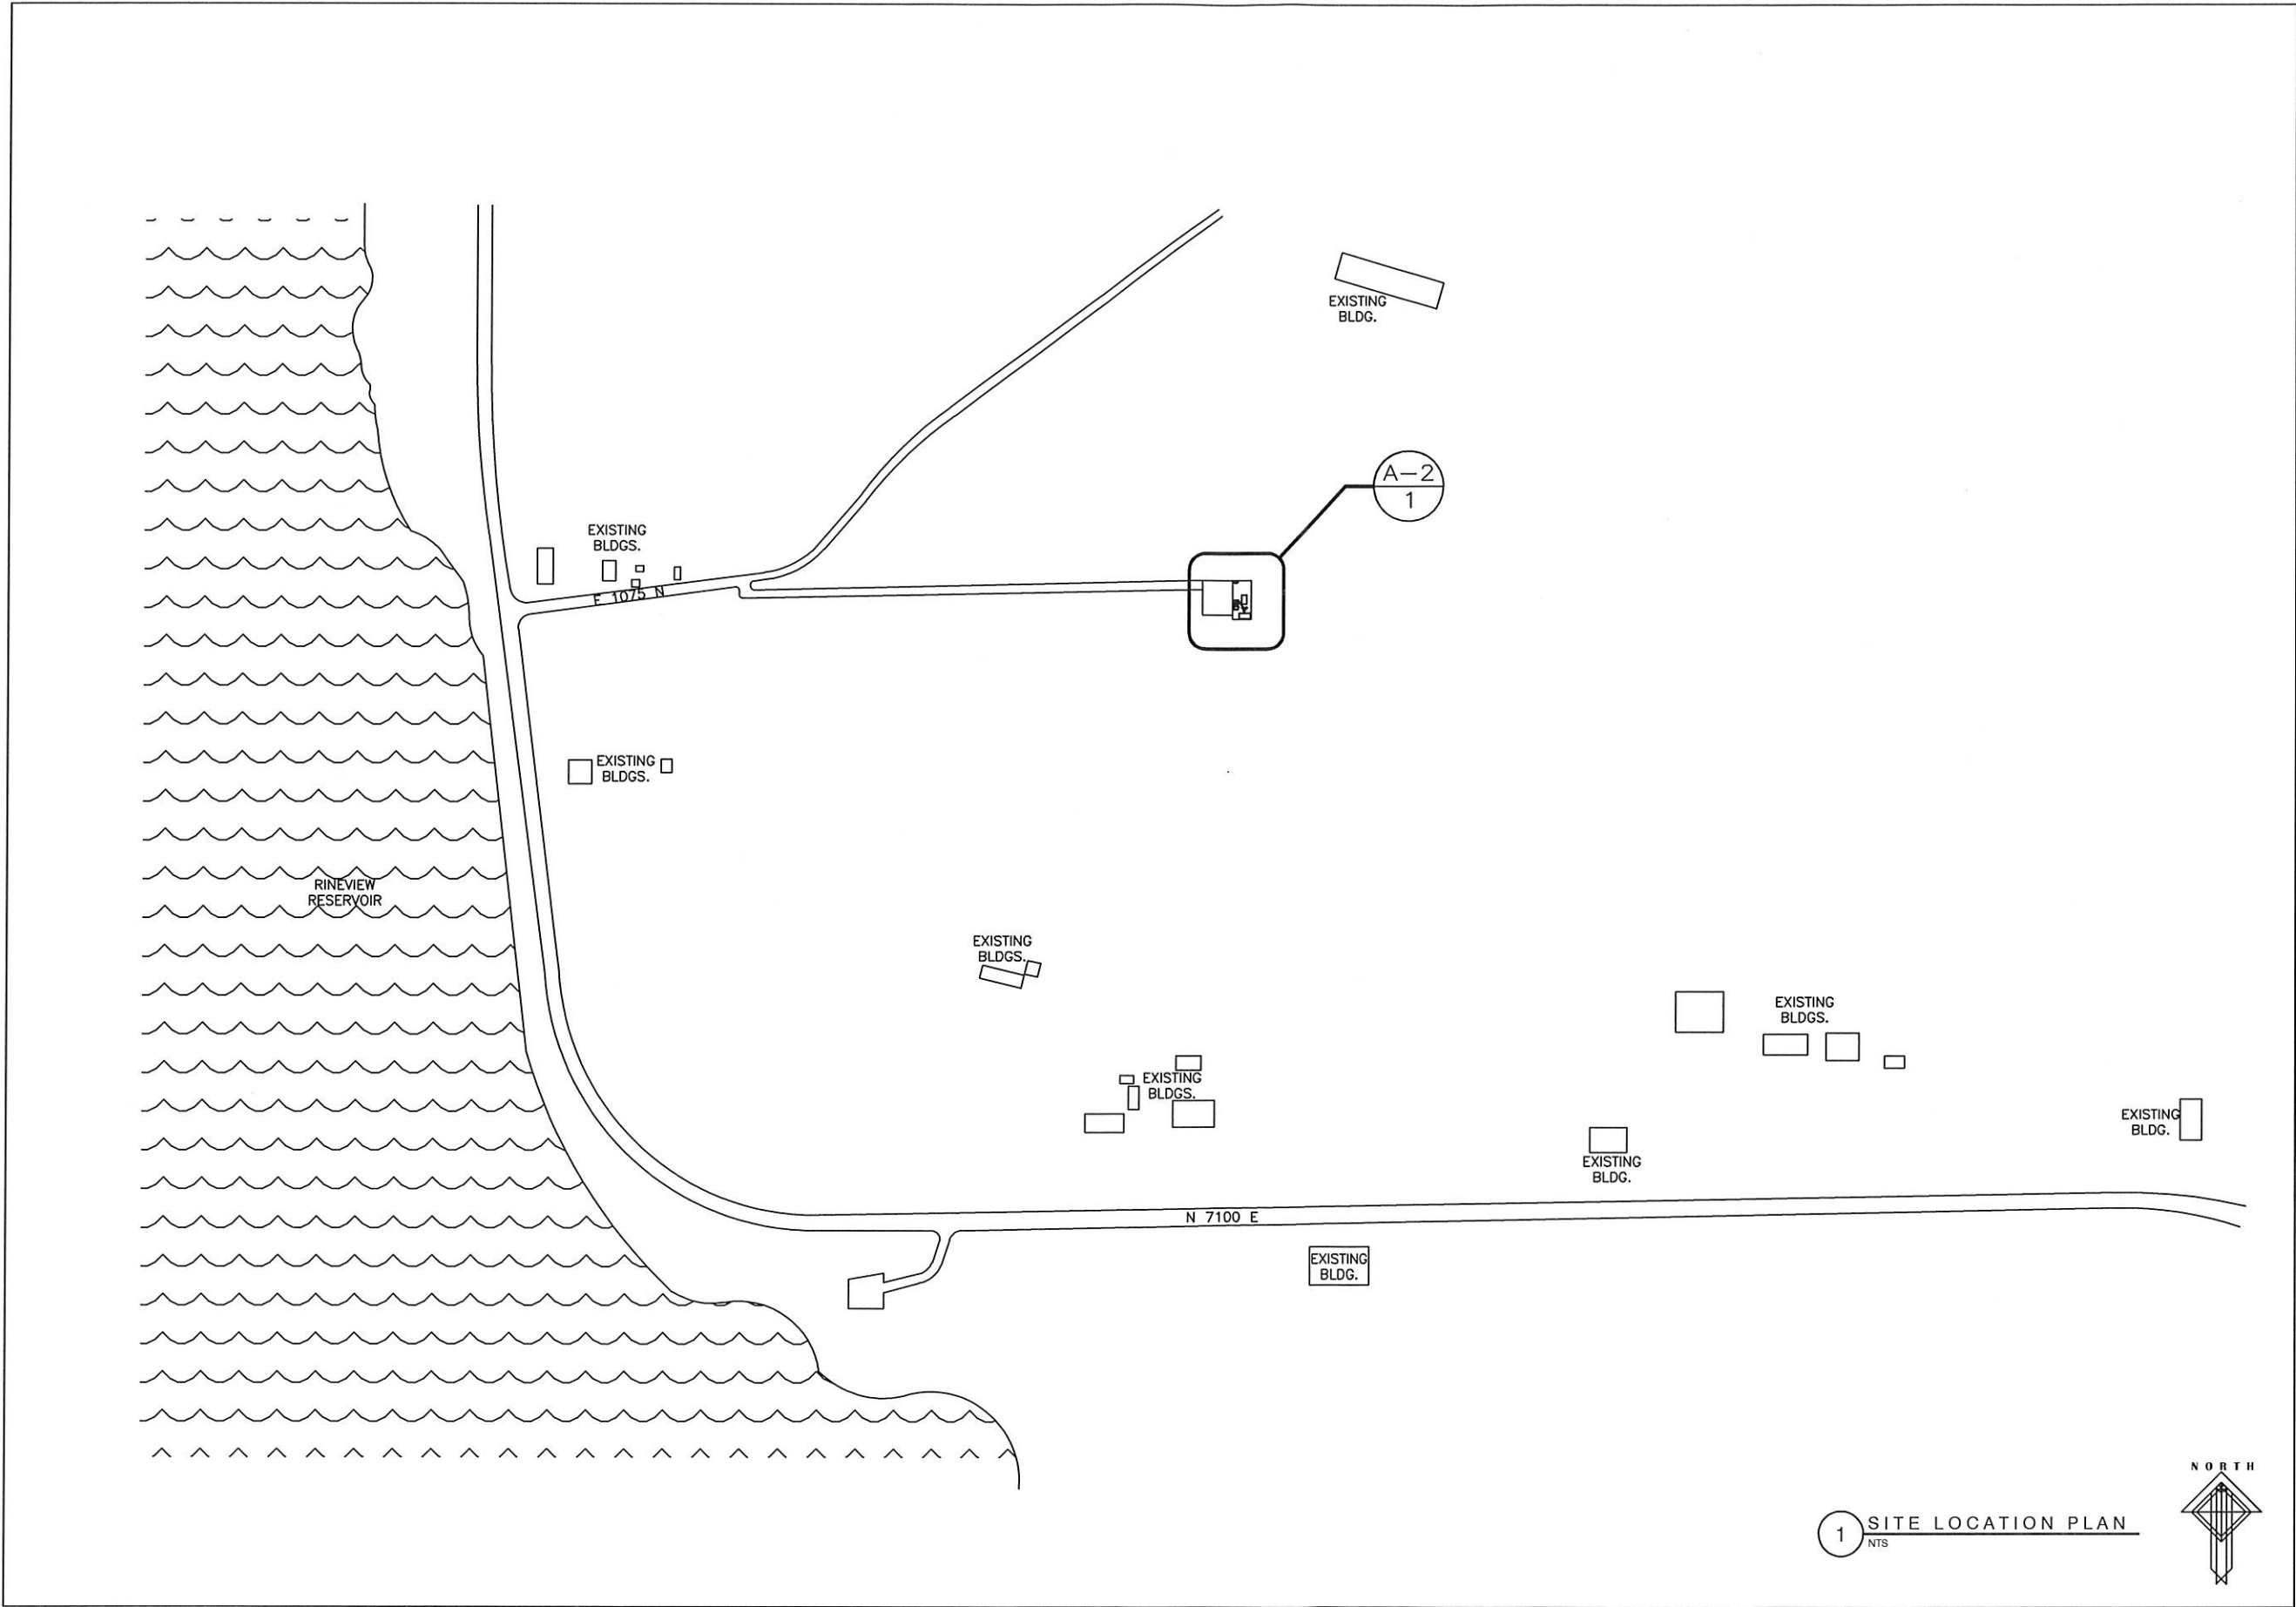 EXISTING
BLDG.
A-2
1
EXISTING
BLDGS.
E 1075 N
EXISTING
BLDGS.
RINEVIEW
RESERVOIR
EXISTING
BLDGS.
EXISTING
BLDGS.
EXISTING
BLDGS.
EXISTING
BLDG.
EXISTING
BLDG.
N 7100 E
EXISTING
BLDG.
NORTH
1 SITE LOCATION PLAN
NTS